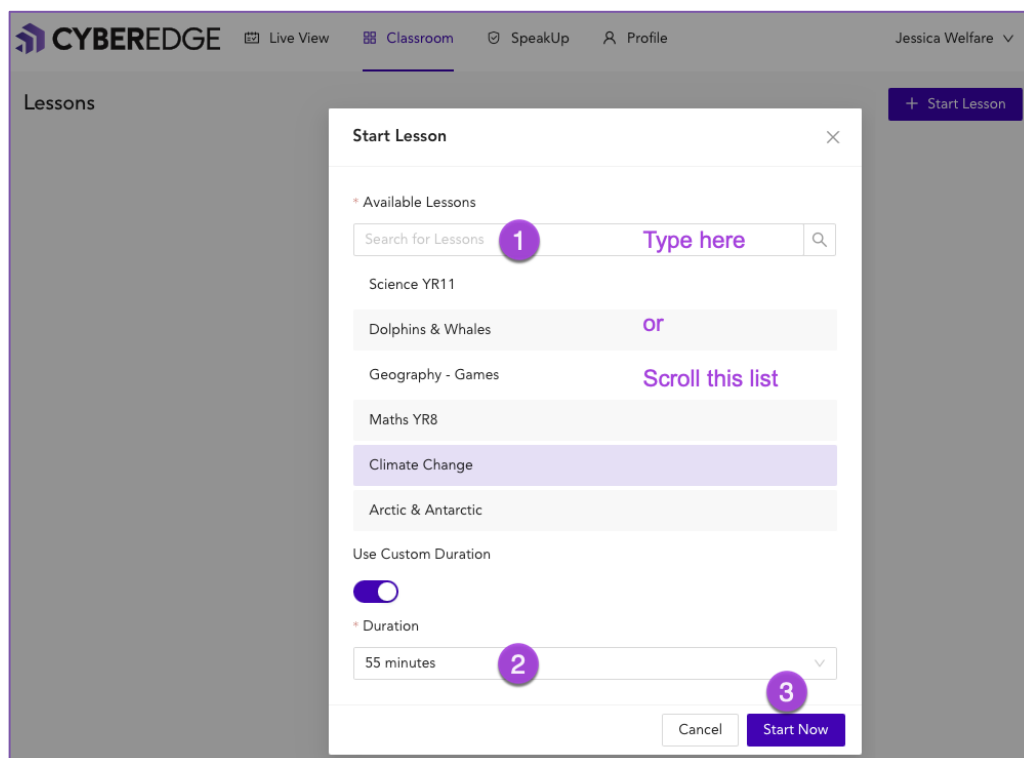 CYBEREDGE Live View Classroom SpeakUp Profile Jessica Welfare
Lessons
+ Start Lesson
Start Lesson
* Available Lessons
Search for Lessons 1 Type here
Science YR11
Dolphins & Whales or
Geography - Games Scroll this list
Maths YR8
Climate Change
Arctic & Antarctic
Use Custom Duration
* Duration
55 minutes 2
3
Cancel Start Now